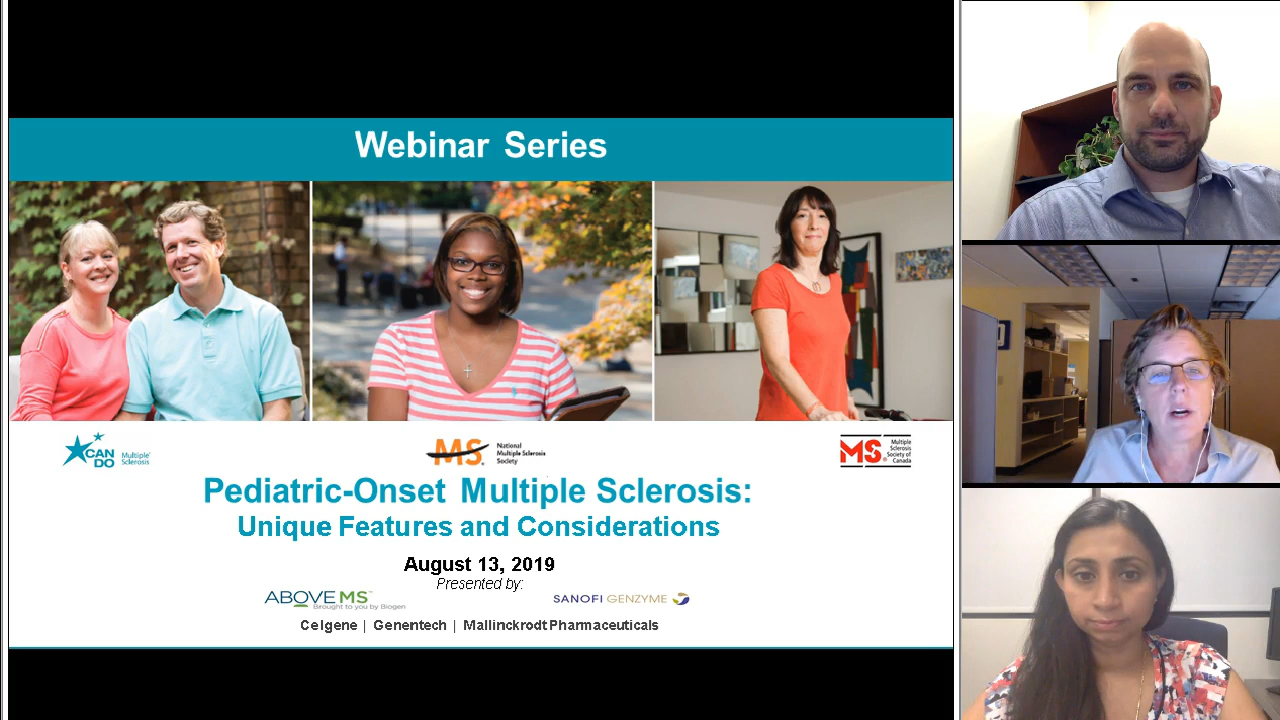 Webinar Series
CAN DO Multiple Sclerosis
MS National Multiple Sclerosis Society
MS Multiple Sclerosis Society of Canada
Pediatric-Onset Multiple Sclerosis:
Unique Features and Considerations
August 13, 2019
Presented by:
ABOVE MS™
Brought to you by Biogen
SANOFI GENZYME
Celgene | Genentech | Mallinckrodt Pharmaceuticals